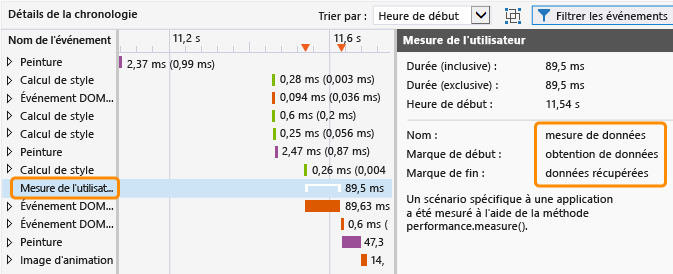 Détails de la chronologie
Trier par : Heure de début
Filtrer les événements
Nom de l'événement
11,2 s
11,6 s
Peinture
2,37 ms (0,99 ms)
Calcul de style
0,28 ms (0,003 ms)
Événement DOM...
0,094 ms (0,036 ms)
Calcul de style
0,6 ms (0,2 ms)
Calcul de style
0,25 ms (0,056 ms)
Peinture
2,47 ms (0,87 ms)
Calcul de style
0,26 ms (0,004
Mesure de l'utilisat...
89,5 ms
Événement DOM...
89,63 ms
Événement DOM...
0,6 ms (
Peinture
47,3
Image d'animation
14,
Mesure de l'utilisateur
Durée (inclusive) : 89,5 ms
Durée (exclusive) : 89,5 ms
Heure de début : 11,54 s
Nom : mesure de données
Marque de début : obtention de données
Marque de fin : données récupérées
Un scénario spécifique à une application
a été mesuré à l'aide de la méthode
performance.measure().